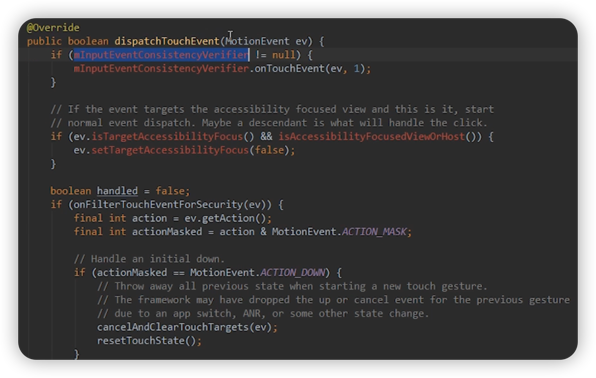 @Override
public boolean dispatchTouchEvent(MotionEvent ev) {
if (mInputEventConsistencyVerifier != null) {
mInputEventConsistencyVerifier.onTouchEvent(ev, 1);
}
// If the event targets the accessibility focused view and this is it, start
// normal event dispatch. Maybe a descendant is what will handle the click.
if (ev.isTargetAccessibilityFocus() && isAccessibilityFocusedViewOrHost()) {
ev.setTargetAccessibilityFocus(false);
}
boolean handled = false;
if (onFilterTouchEventForSecurity(ev)) {
final int action = ev.getAction();
final int actionMasked = action & MotionEvent.ACTION_MASK;
// Handle an initial down.
if (actionMasked == MotionEvent.ACTION_DOWN) {
// Throw away all previous state when starting a new touch gesture.
// The framework may have dropped the up or cancel event for the previous gesture
// due to an app switch, ANR, or some other state change.
cancelAndClearTouchTargets(ev);
resetTouchState();
}